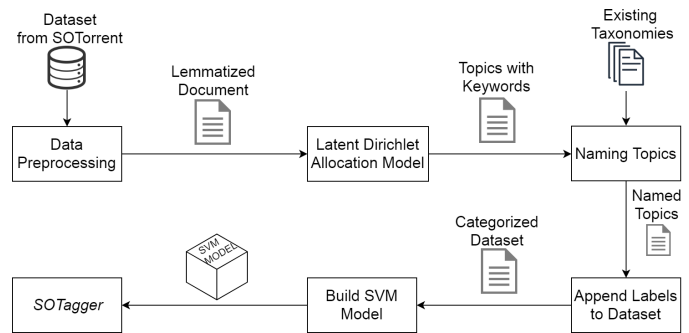 Dataset
from SOTorrent
Existing
Taxonomies
Lemmatized
Document
Topics with
Keywords
Data
Preprocessing
Latent Dirichlet
Allocation Model
Naming Topics
Named
Topics
Categorized
Dataset
SVM
MODEL
SOTagger
Build SVM
Model
Append Labels
to Dataset